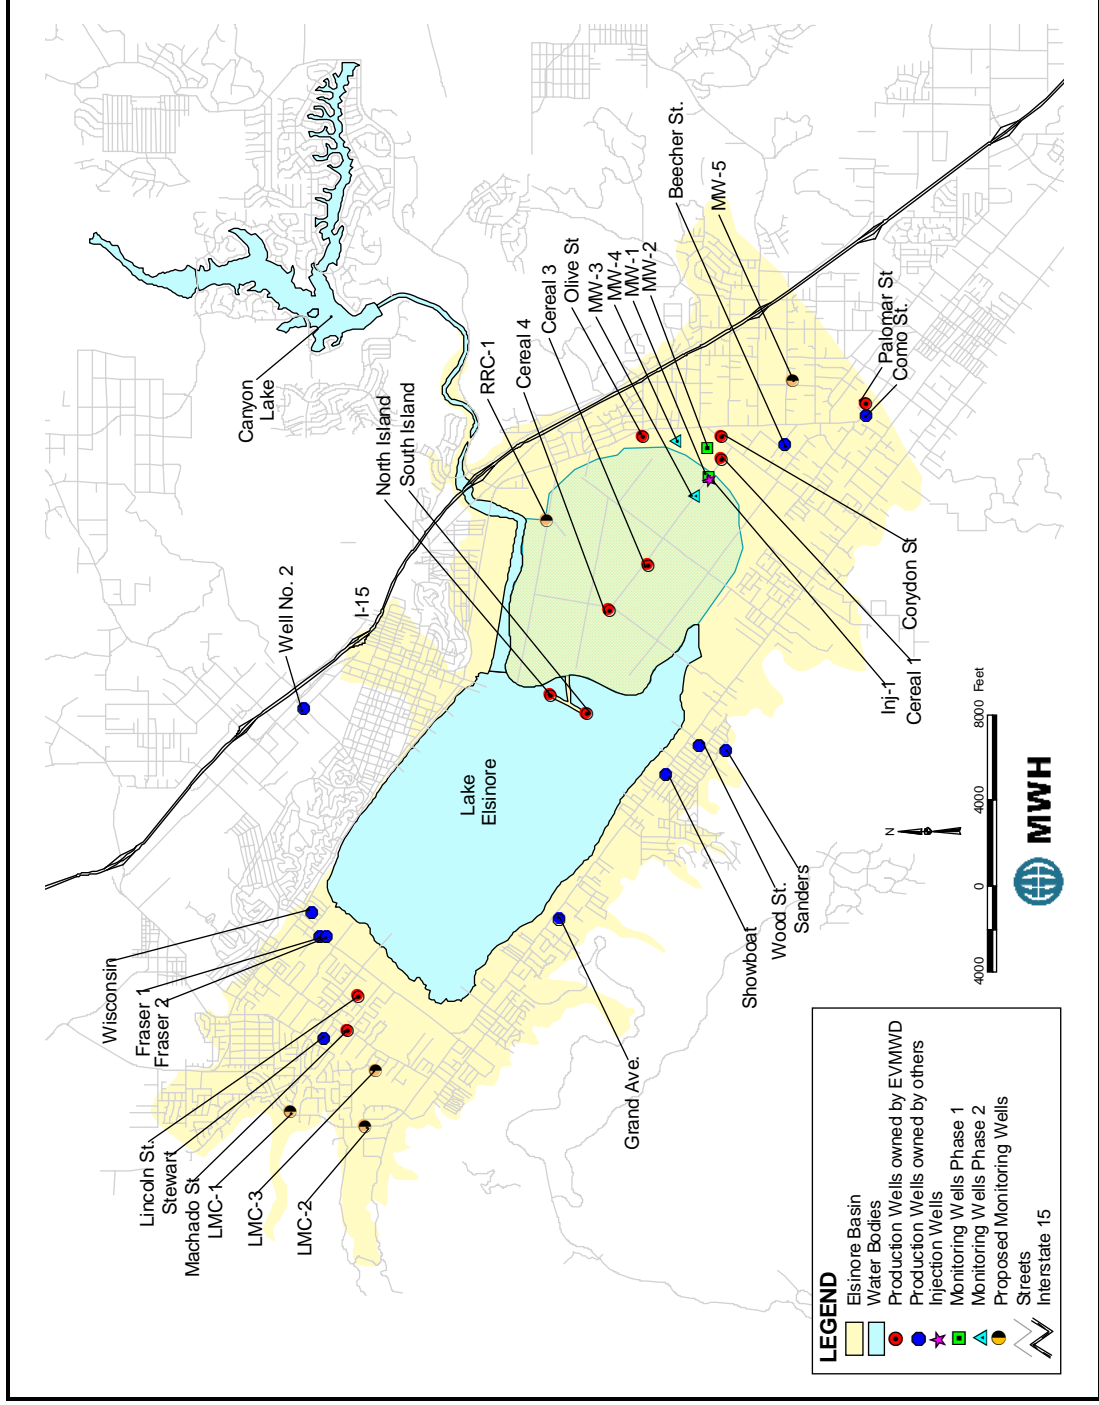 Canyon
Lake
I-15
Well No. 2
North Island
South Island
RRC-1
Cereal 4
Cereal 3
Olive St
MW-3
MW-4
MW-1
MW-2
Beecher St.
MW-5
Palomar St
Como St.
Corydon St
Cereal 1
Inj-1
Lake
Elsinore
Wisconsin
Fraser 1
Fraser 2
Lincoln St.
Stewart
Machado St
LMC-1
LMC-3
LMC-2
Grand Ave.
Showboat
Wood St.
Sanders
N
4000 0 4000 8000 Feet
MWH
LEGEND
Elsinore Basin
Water Bodies
Production Wells owned by EVMWD
Production Wells owned by others
Injection Wells
Monitoring Wells Phase 1
Monitoring Wells Phase 2
Proposed Monitoring Wells
Streets
Interstate 15